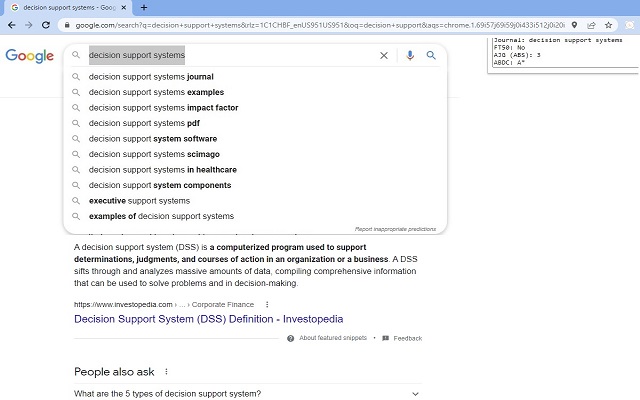 decision support systems - Goog
google.com/search?q=decision+support+systems&rlz=1C1CHBF_enUS951US951&oq=decision+support&aqs=chrome.1.69i57j69i59j0i433i512j0i20i
Google
decision support systems
Journal: decision support systems
FT50: No
AJG (ABS): 3
ABDC: A*
decision support systems journal
decision support systems examples
decision support systems impact factor
decision support systems pdf
decision support system software
decision support systems scimago
decision support systems in healthcare
decision support system components
executive support systems
examples of decision support systems
Report inappropriate predictions
A decision support system (DSS) is a computerized program used to support
determinations, judgments, and courses of action in an organization or a business. A DSS
sifts through and analyzes massive amounts of data, compiling comprehensive information
that can be used to solve problems and in decision-making.
https://www.investopedia.com › ... › Corporate Finance
Decision Support System (DSS) Definition - Investopedia
About featured snippets • Feedback
People also ask
What are the 5 types of decision support system?